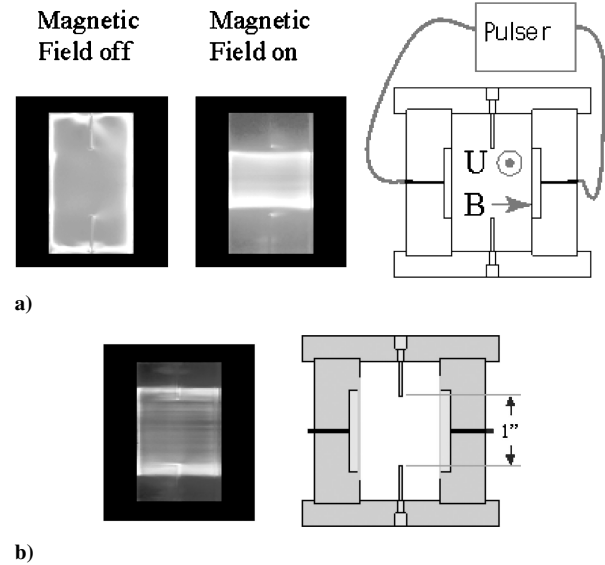 Magnetic
Field off
Magnetic
Field on
Pulser
U
B
a)
1”
b)